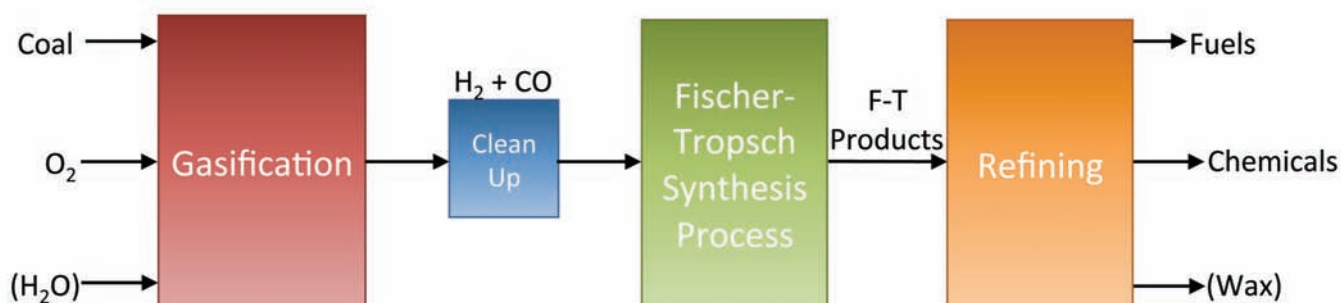 Coal
O₂
(H₂O)
Gasification
H₂ + CO
Clean
Up
Fischer-
Tropsch
Synthesis
Process
F-T
Products
Refining
Fuels
Chemicals
(Wax)